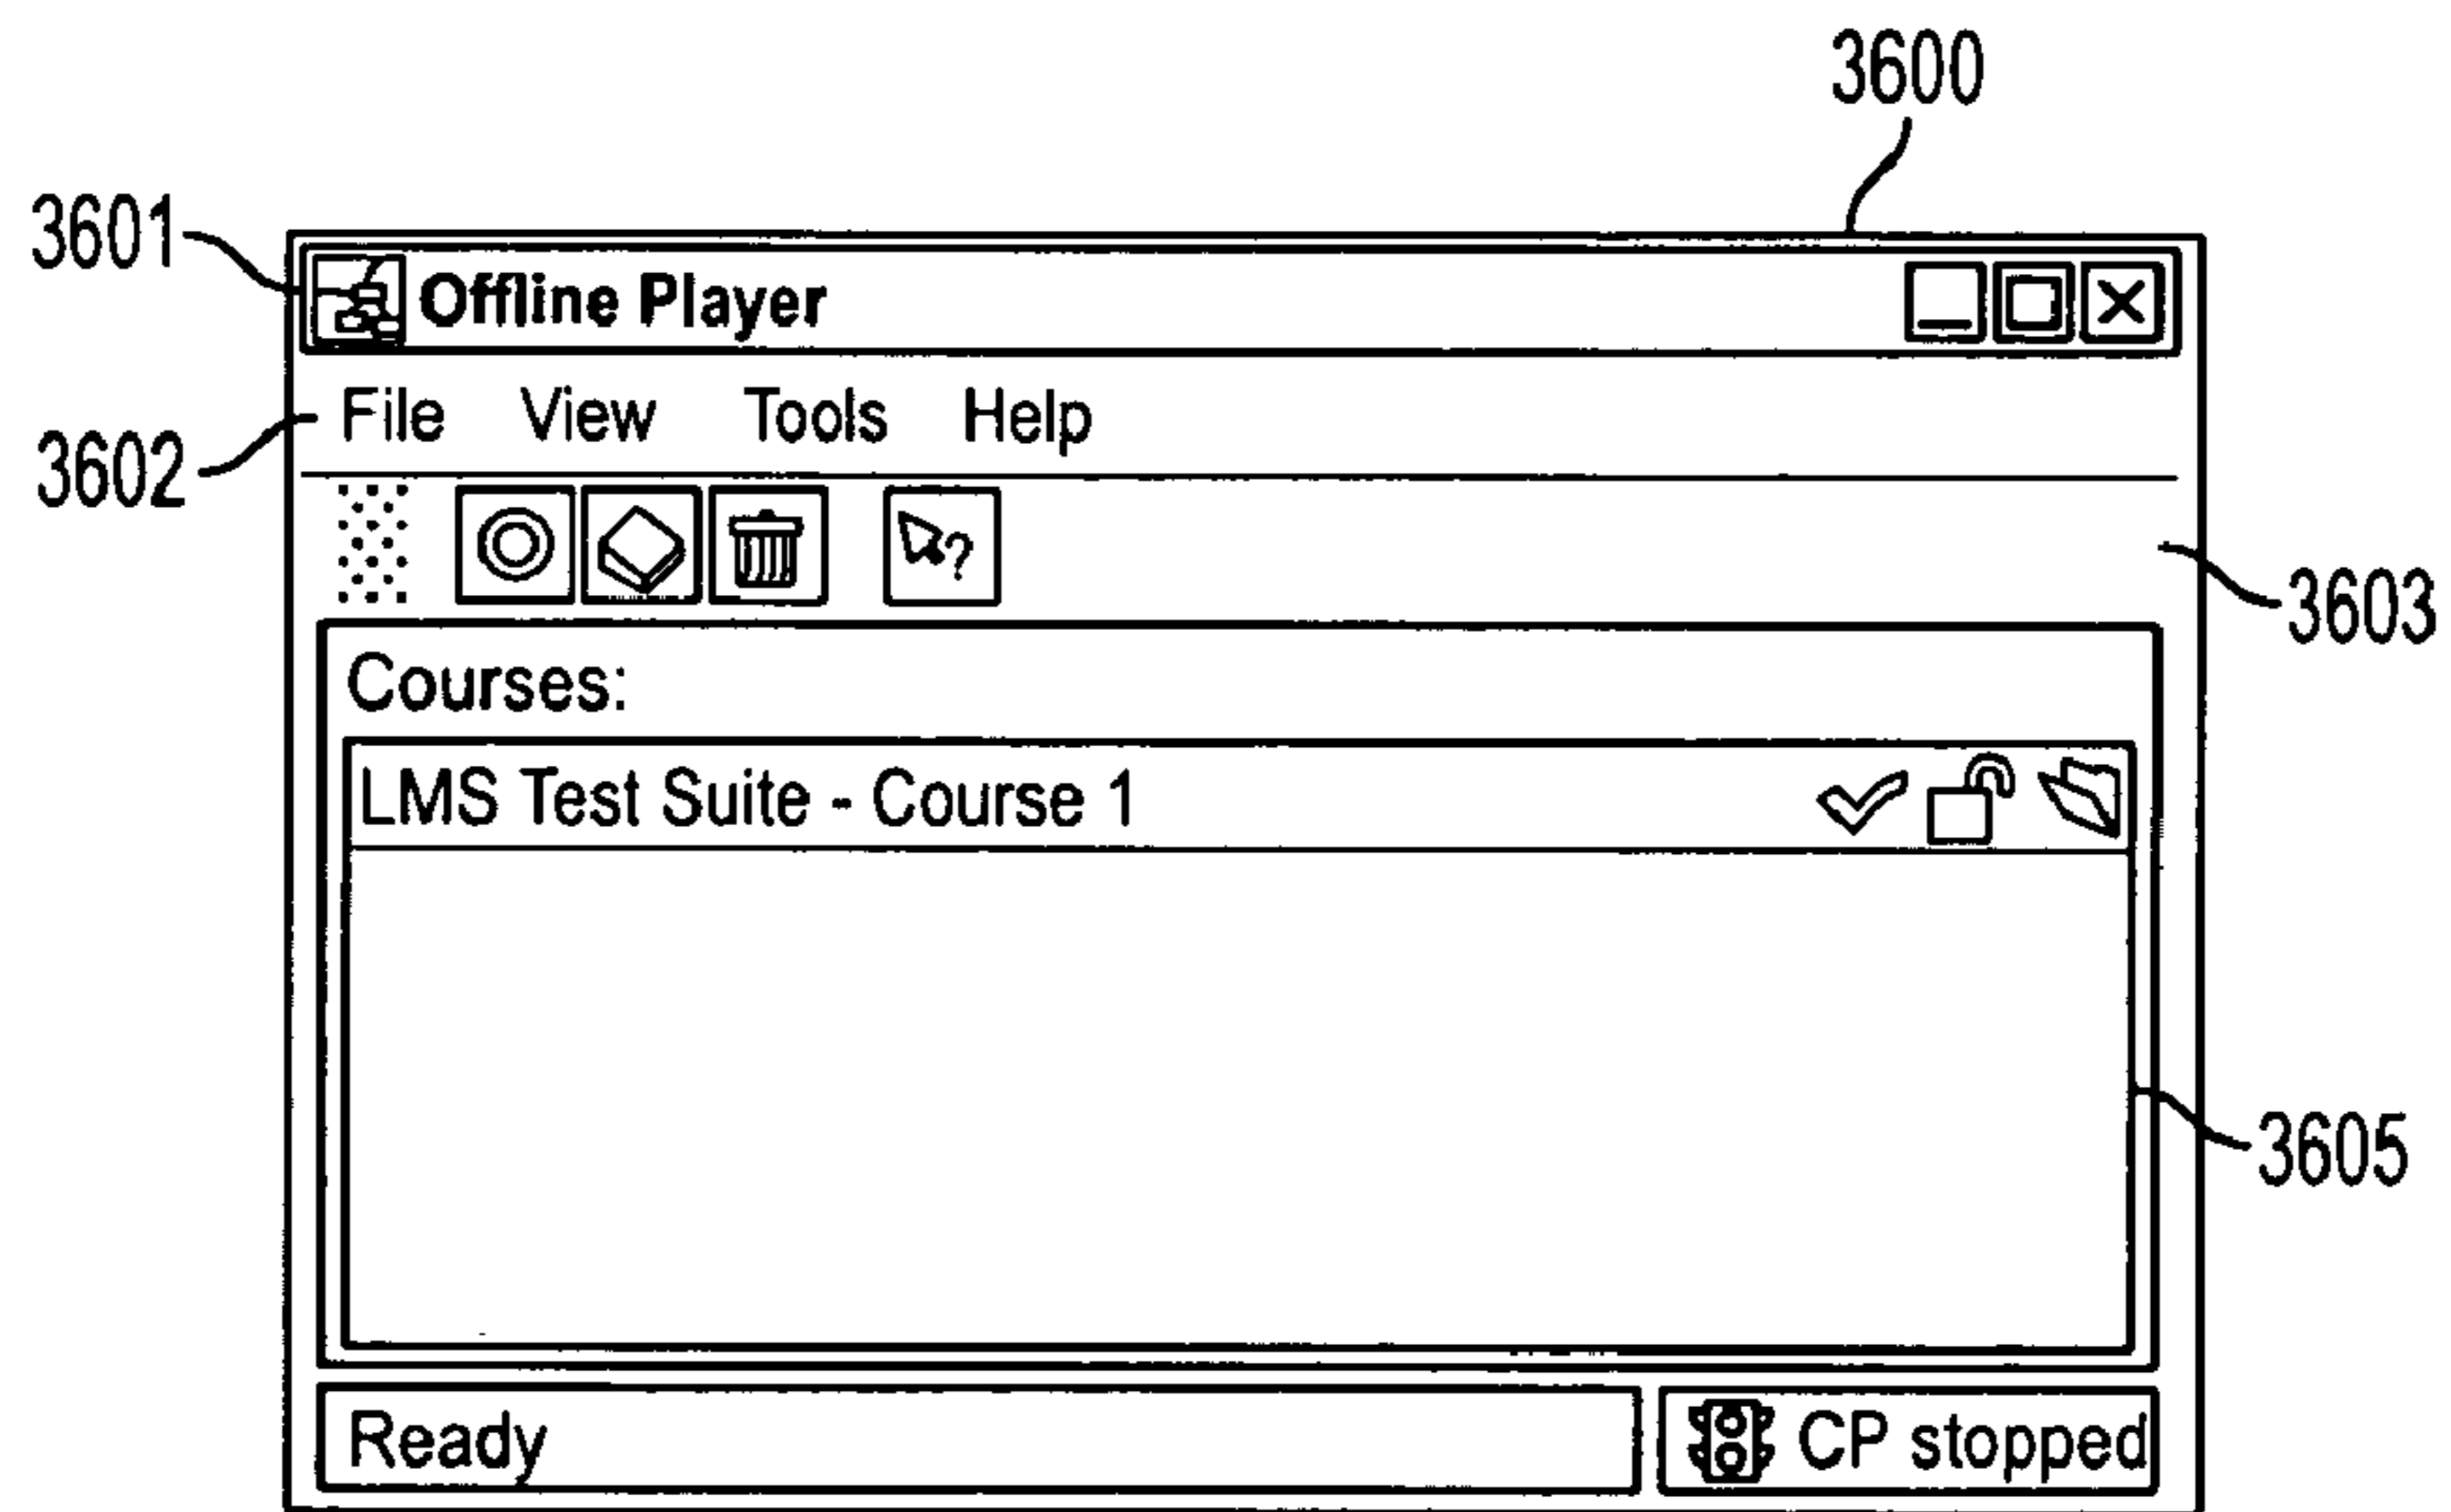 3600
3601
Offline Player
File View Tools Help
3602
?
3603
Courses:
LMS Test Suite - Course 1
3605
Ready
CP stopped